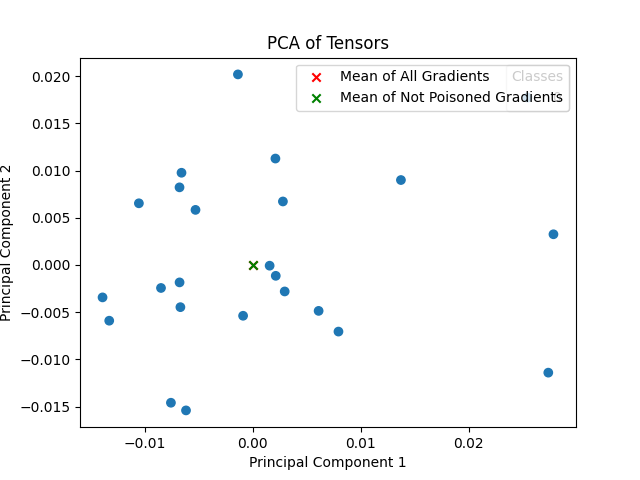 PCA of Tensors
Mean of All Gradients
Mean of Not Poisoned Gradients
Classes
0.020
0.015
0.010
0.005
0.000
−0.005
−0.010
−0.015
Principal Component 2
−0.01
0.00
0.01
0.02
Principal Component 1